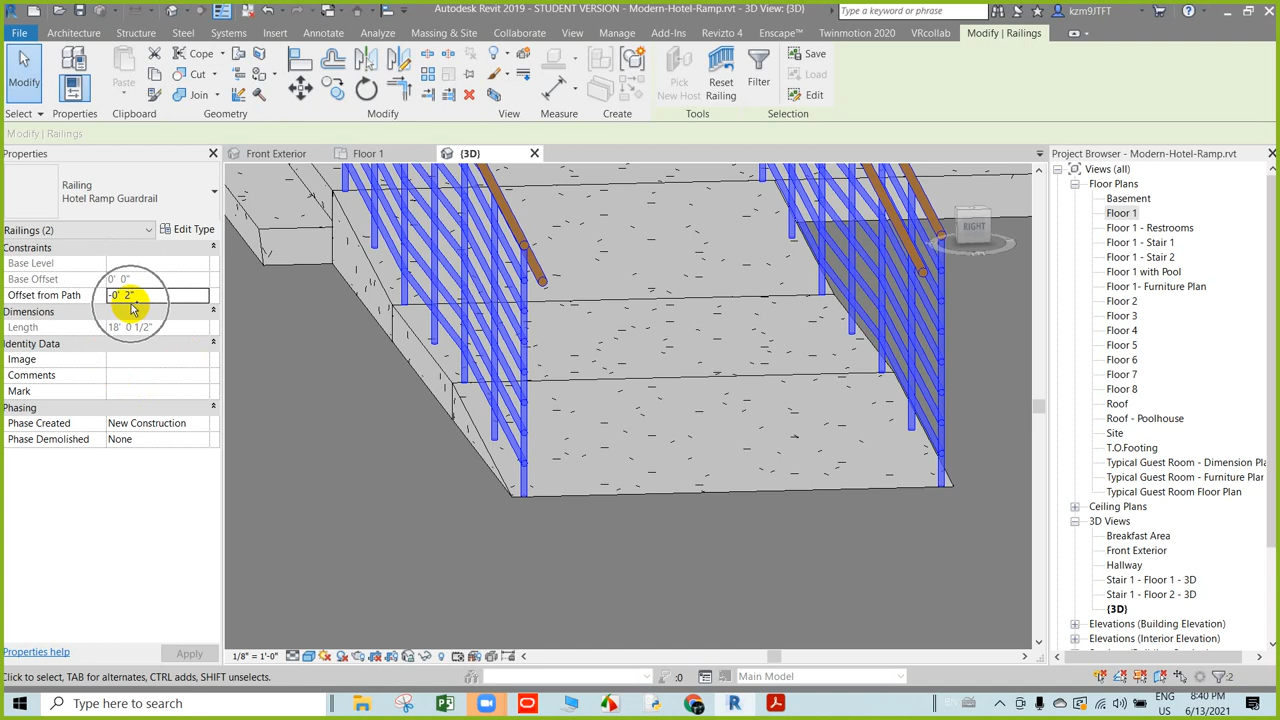 Autodesk Revit 2019 - STUDENT VERSION - Modern-Hotel-Ramp.rvt - 3D View: {3D}
Type a keyword or phrase
kzm9JTFT
File Architecture Structure Steel Systems Insert Annotate Analyze Massing & Site Collaborate View Manage Add-Ins Revizto 4 Enscape™ Twinmotion 2020 VRcollab Modify | Railings
Modify
Paste
Cope
Cut
Join
Pick New Host
Reset Railing
Filter
Save
Load
Edit
Select Properties Clipboard Geometry Modify View Measure Create Tools Selection
Modify | Railings
Properties
Front Exterior
Floor 1
{3D}
Project Browser - Modern-Hotel-Ramp.rvt
Railing
Hotel Ramp Guardrail
Railings (2)
Edit Type
Constraints
Base Level
Base Offset 0' 0"
Offset from Path -0' 2"
Dimensions
Length 18' 0 1/2"
Identity Data
Image
Comments
Mark
Phasing
Phase Created New Construction
Phase Demolished None
Properties help
Apply
RIGHT
Views (all)
Floor Plans
Basement
Floor 1
Floor 1 - Restrooms
Floor 1 - Stair 1
Floor 1 - Stair 2
Floor 1 with Pool
Floor 1- Furniture Plan
Floor 2
Floor 3
Floor 4
Floor 5
Floor 6
Floor 7
Floor 8
Roof
Roof - Poolhouse
Site
T.O.Footing
Typical Guest Room - Dimension Pla
Typical Guest Room - Furniture Plan
Typical Guest Room Floor Plan
Ceiling Plans
3D Views
Breakfast Area
Front Exterior
Hallway
Stair 1 - Floor 1 - 3D
Stair 1 - Floor 2 - 3D
{3D}
Elevations (Building Elevation)
Elevations (Interior Elevation)
1/8" = 1'-0"
Click to select, TAB for alternates, CTRL adds, SHIFT unselects.
:0
Main Model
:2
Type here to search
ENG
US
8:40 PM
6/13/2021